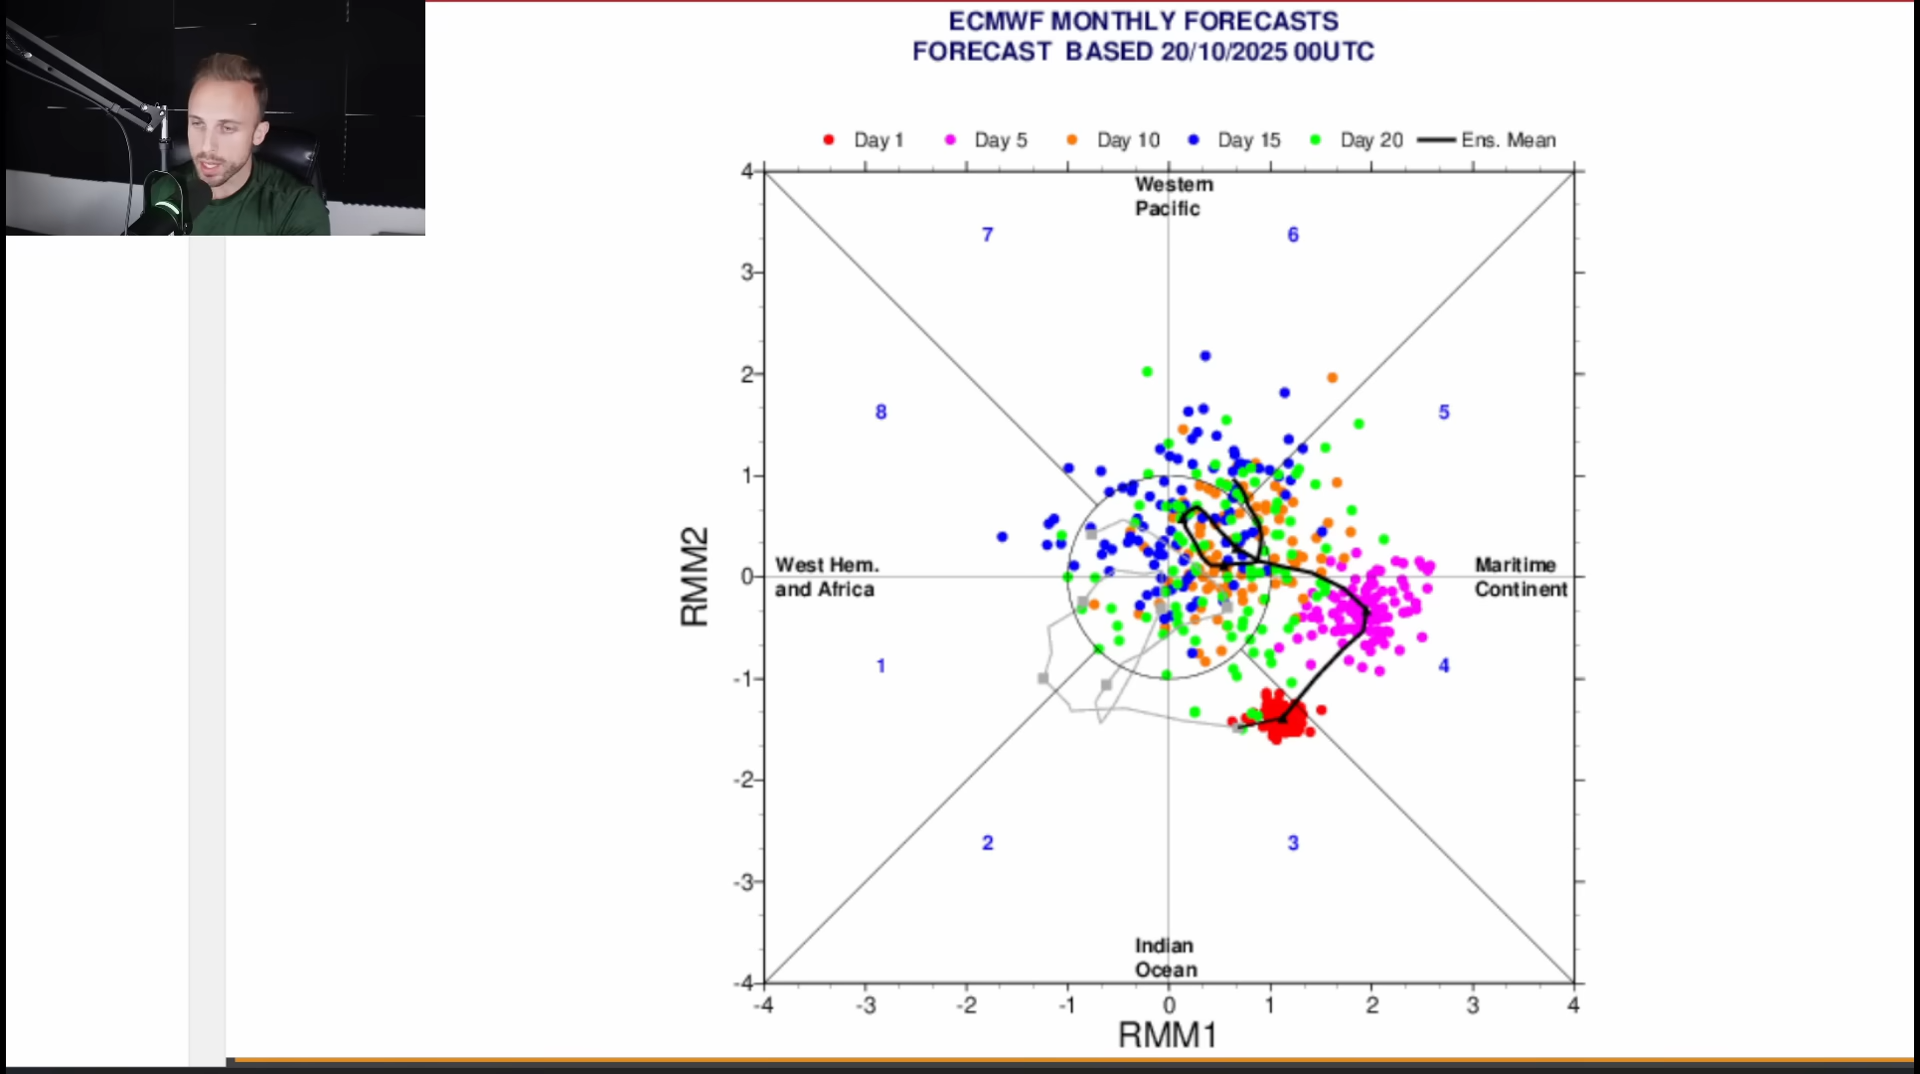 ECMWF MONTHLY FORECASTS
FORECAST BASED 20/10/2025 00UTC
Day 1 Day 5 Day 10 Day 15 Day 20 Ens. Mean
4
Western
Pacific
7 6
3
2
8 5
1
RMM2
West Hem.
and Africa
0
Maritime
Continent
1 4
-1
-2
2 3
-3
Indian
Ocean
-4
-4 -3 -2 -1 0 1 2 3 4
RMM1